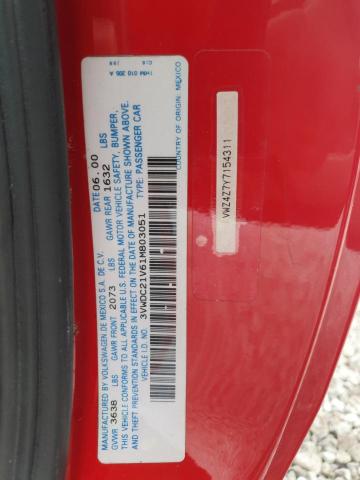 MANUFACTURED BY VOLKSWAGEN DE MEXICO S.A. DE C.V. DATE 06.00
GVWR 3638 LBS GAWR FRONT 2073 LBS GAWR REAR 1632 LBS
THIS VEHICLE CONFORMS TO ALL APPLICABLE U.S. FEDERAL MOTOR VEHICLE SAFETY, BUMPER,
AND THEFT PREVENTION STANDARDS IN EFFECT ON THE DATE OF MANUFACTURE SHOWN ABOVE.
VEHICLE I.D. NO. 3VWDC21V61M803051 TYPE: PASSENGER CAR
COUNTRY OF ORIGIN: MEXICO
VWZ4Z7Y7154311